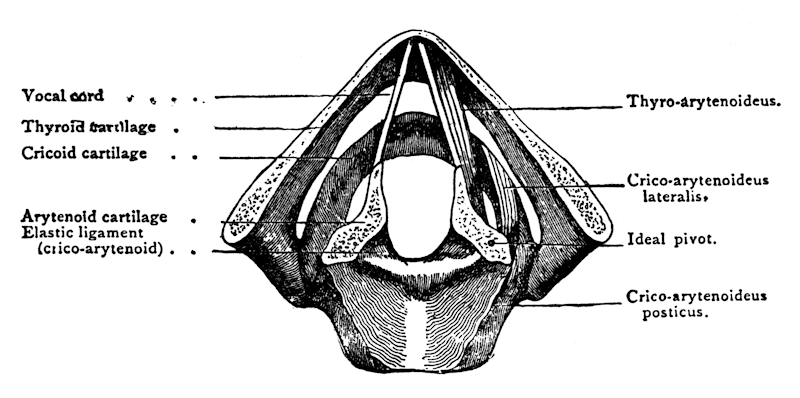 Vocal cord . . . .
Thyroid cartilage .
Cricoid cartilage . .
Arytenoid cartilage .
Elastic ligament
(crico-arytenoid) . .
Thyro-arytenoideus.
Crico-arytenoideus
lateralis.
Ideal pivot.
Crico-arytenoideus
posticus.